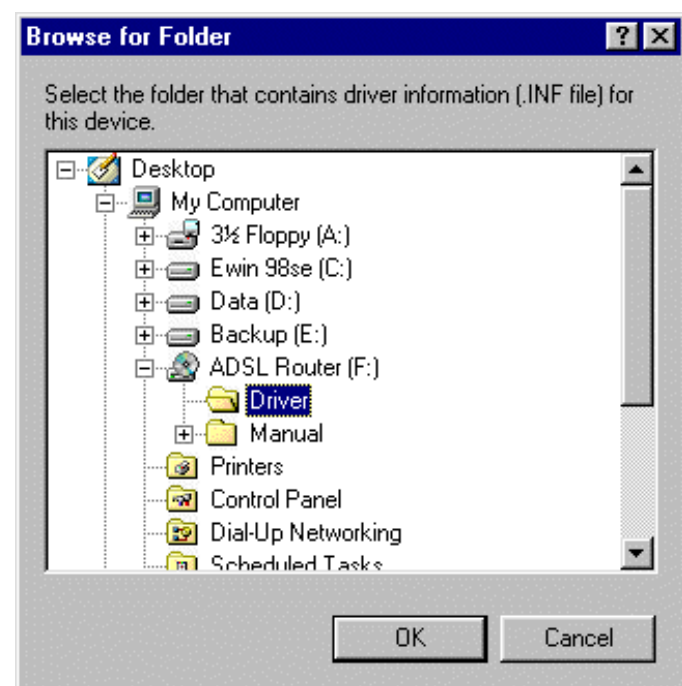 Browse for Folder
Select the folder that contains driver information (.INF file) for
this device.
Desktop
My Computer
3½ Floppy (A:)
Ewin 98se (C:)
Data (D:)
Backup (E:)
ADSL Router (F:)
Driver
Manual
Printers
Control Panel
Dial-Up Networking
Scheduled Tasks
OK Cancel